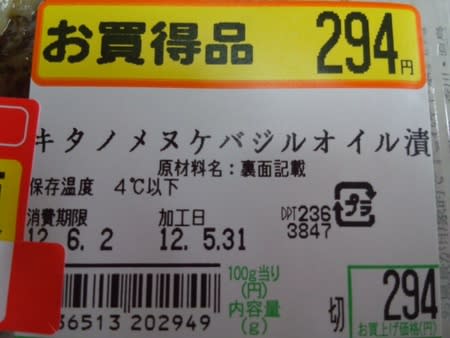 お買得品 294円
キタノメヌケバジルオイル漬
原材料名：裏面記載
保存温度 4℃以下
消費期限 加工日
12.6.2 12.5.31
DPT236
3847
プラ
100g当り
(円)
内容量
(g)
切 294
お買上げ価格(円)
36513 202949